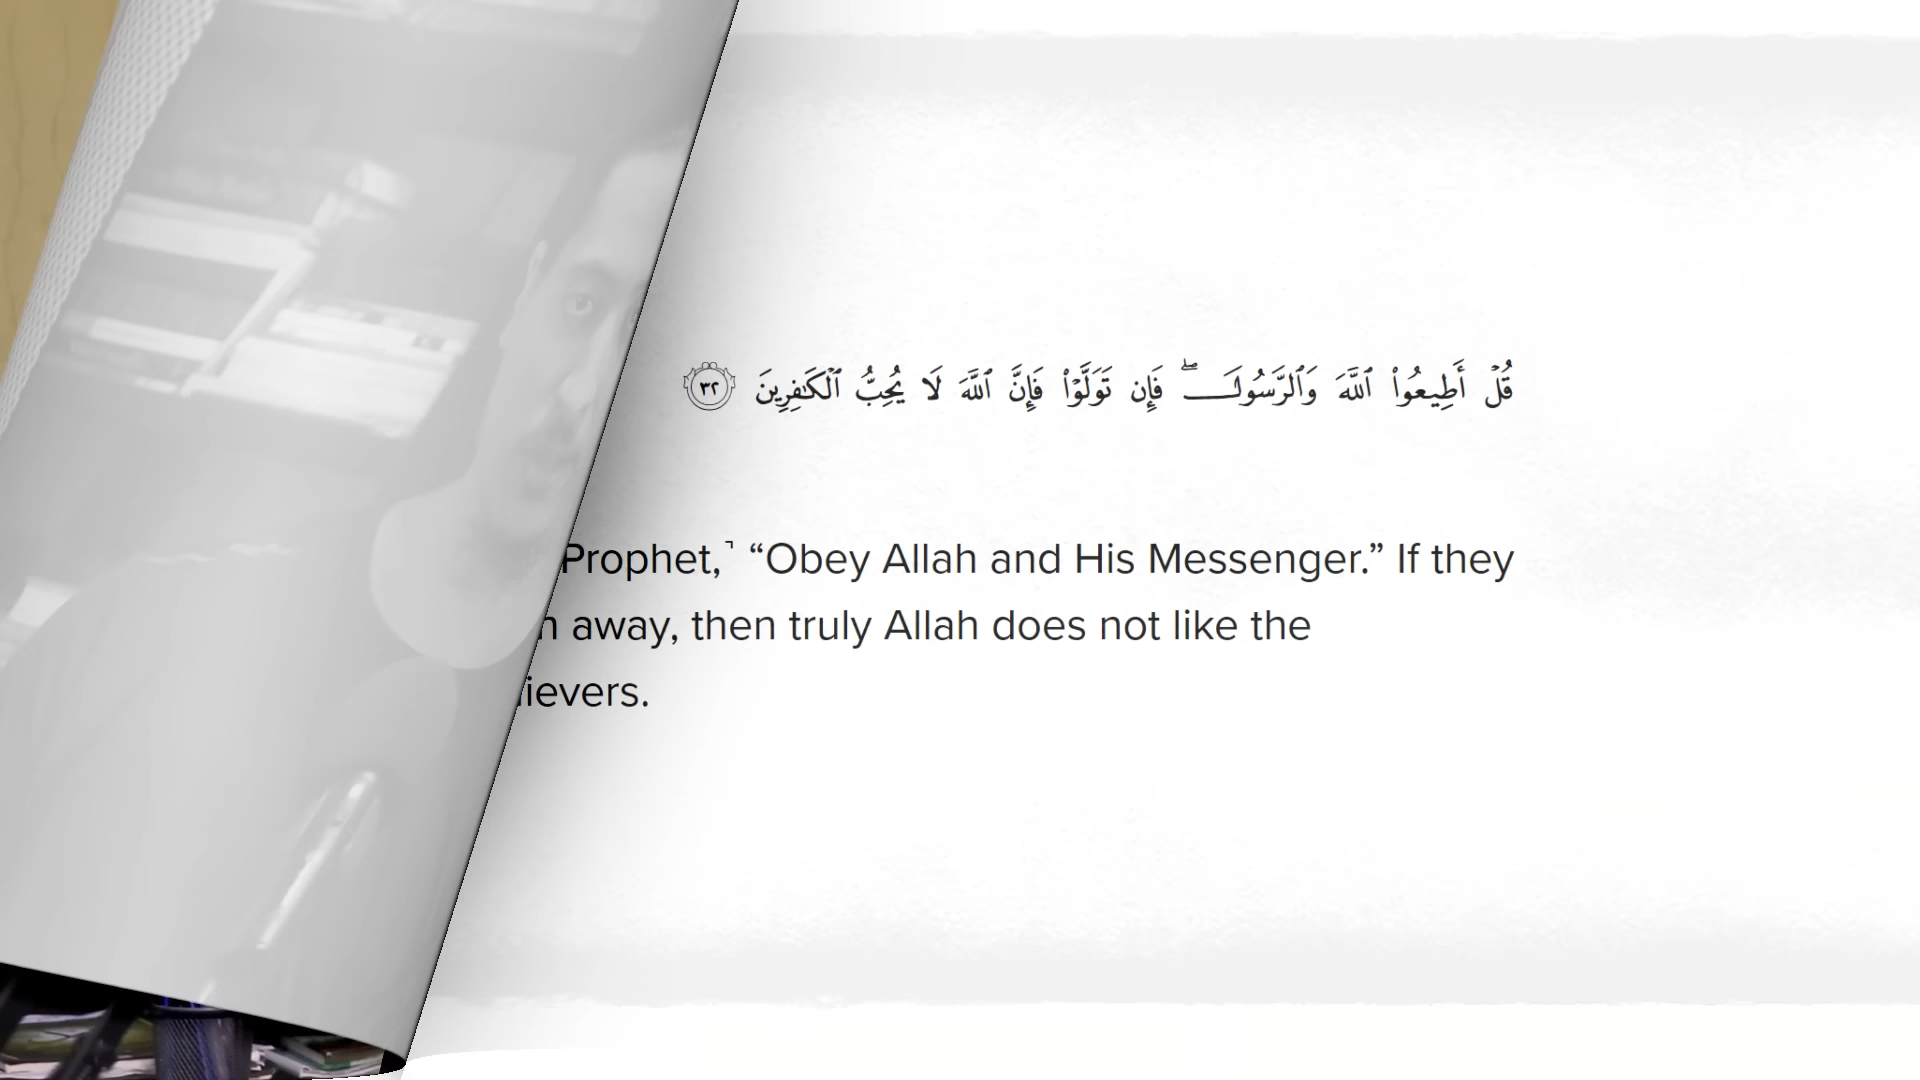 قُلْ أَطِيعُوا۟ ٱللَّهَ وَٱلرَّسُولَ ۖ فَإِن تَوَلَّوْا۟ فَإِنَّ ٱللَّهَ لَا يُحِبُّ ٱلْكَـٰفِرِينَ ٣٢
Prophet,˺ “Obey Allah and His Messenger.” If they
away, then truly Allah does not like the
lievers.